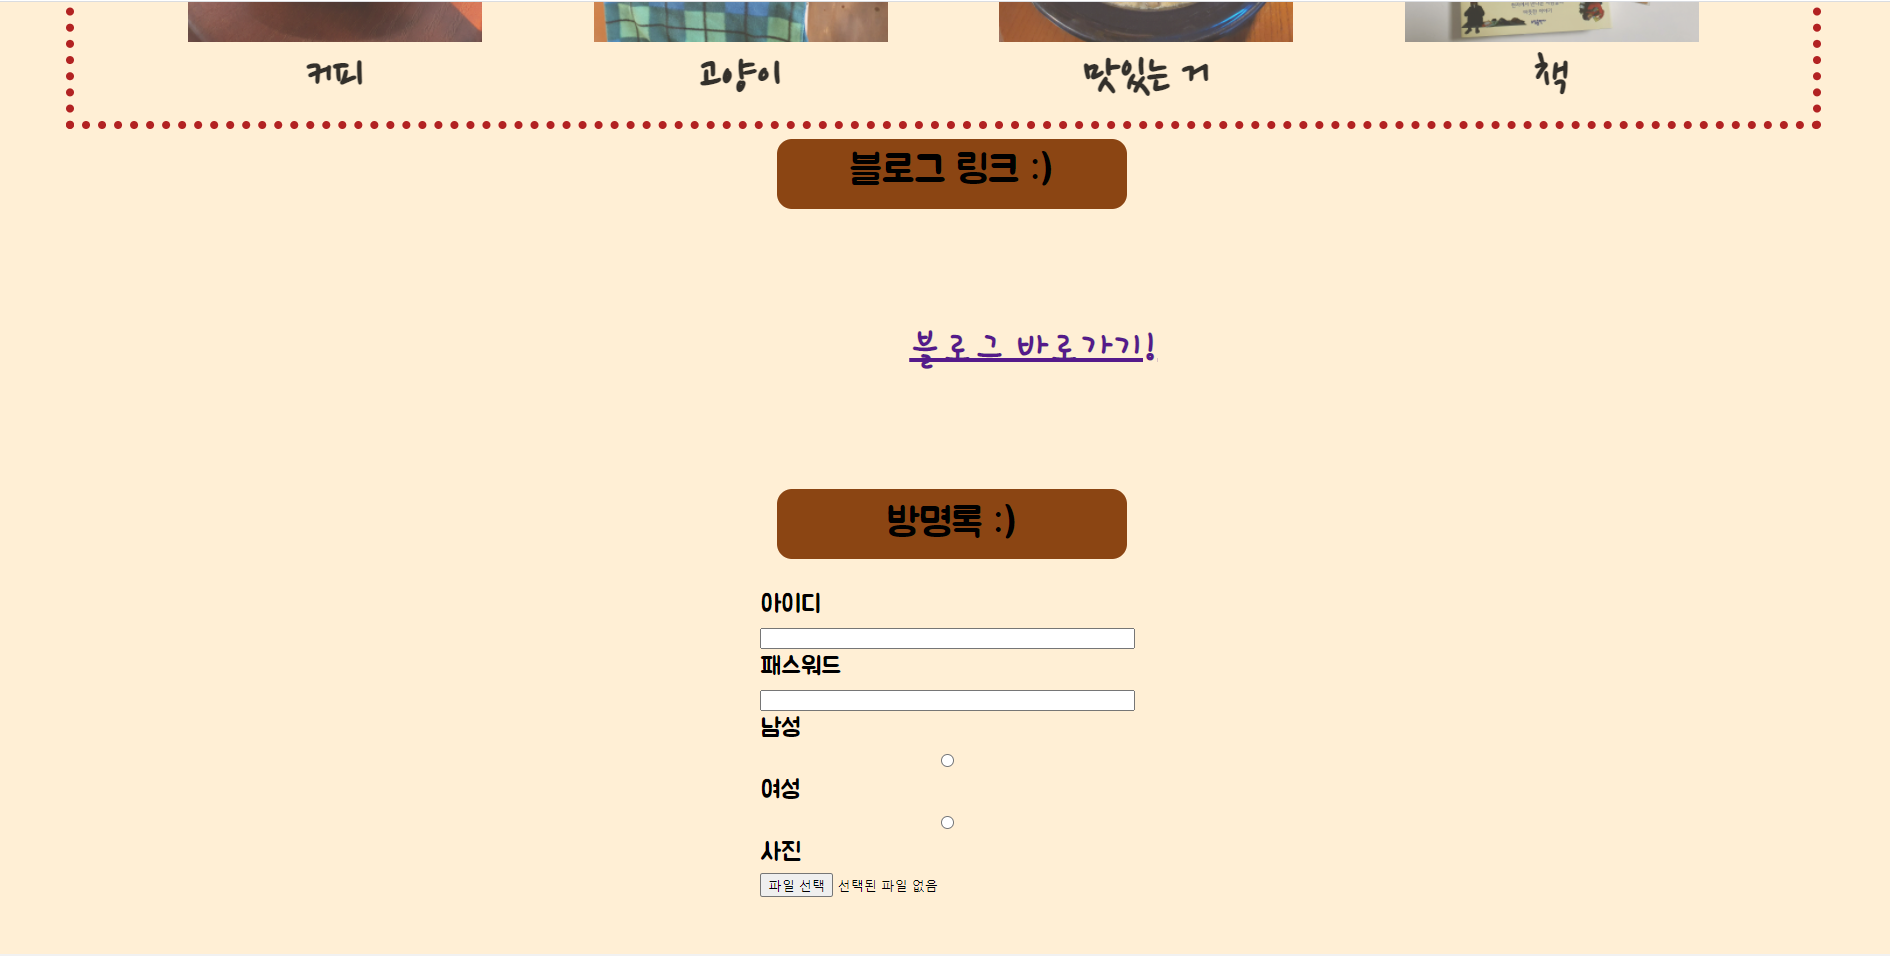 커피
고양이
맛있는 거
책
블로그 링크 :)
블로그 바로가기!
방명록 :)
아이디
패스워드
남성
여성
사진
파일 선택 선택된 파일 없음